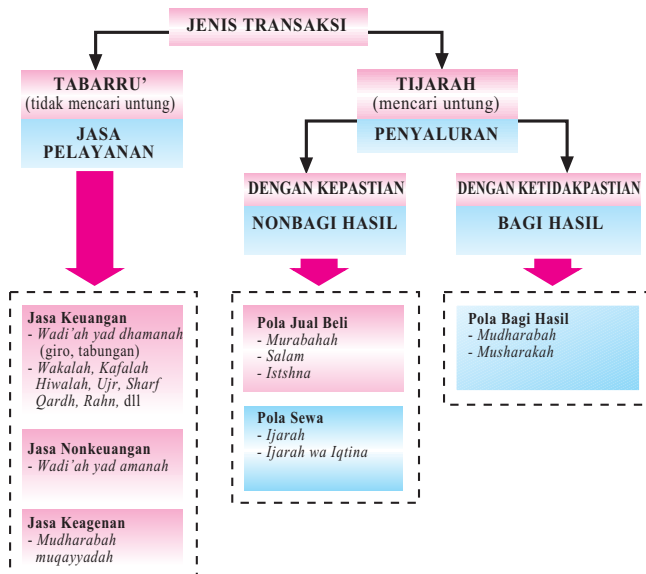 JENIS TRANSAKSI
TABARRU’
(tidak mencari untung)
JASA
PELAYANAN
TIJARAH
(mencari untung)
PENYALURAN
DENGAN KEPASTIAN
NONBAGI HASIL
DENGAN KETIDAKPASTIAN
BAGI HASIL
Jasa Keuangan
- Wadi’ah yad dhamanah
(giro, tabungan)
- Wakalah, Kafalah
Hiwalah, Ujr, Sharf
Qardh, Rahn, dll
Jasa Nonkeuangan
- Wadi’ah yad amanah
Jasa Keagenan
- Mudharabah
muqayyadah
Pola Jual Beli
- Murabahah
- Salam
- Istshna
Pola Sewa
- Ijarah
- Ijarah wa Iqtina
Pola Bagi Hasil
- Mudharabah
- Musharakah